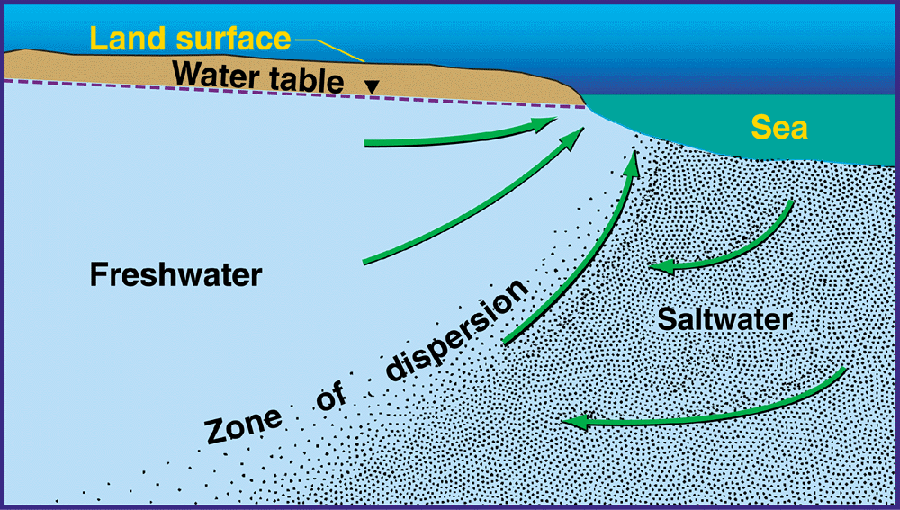 Land surface
Water table
Sea
Freshwater
Saltwater
Zone of dispersion